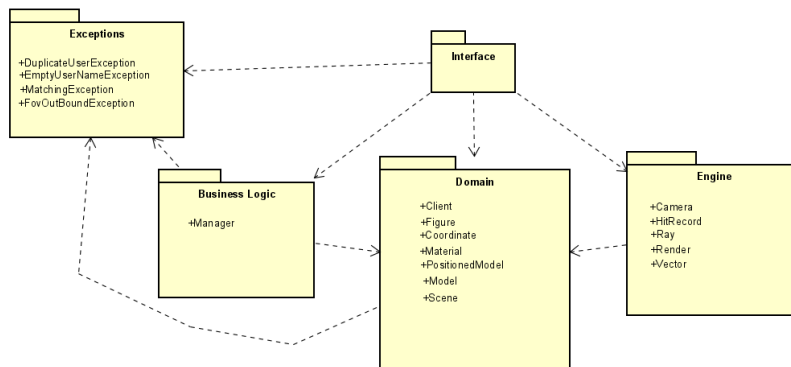 Exceptions
+DuplicateUserException
+EmptyUserNameException
+MatchingException
+FovOutBoundException
Interface
Business Logic
+Manager
Domain
+Client
+Figure
+Coordinate
+Material
+PositionedModel
+Model
+Scene
Engine
+Camera
+HitRecord
+Ray
+Render
+Vector